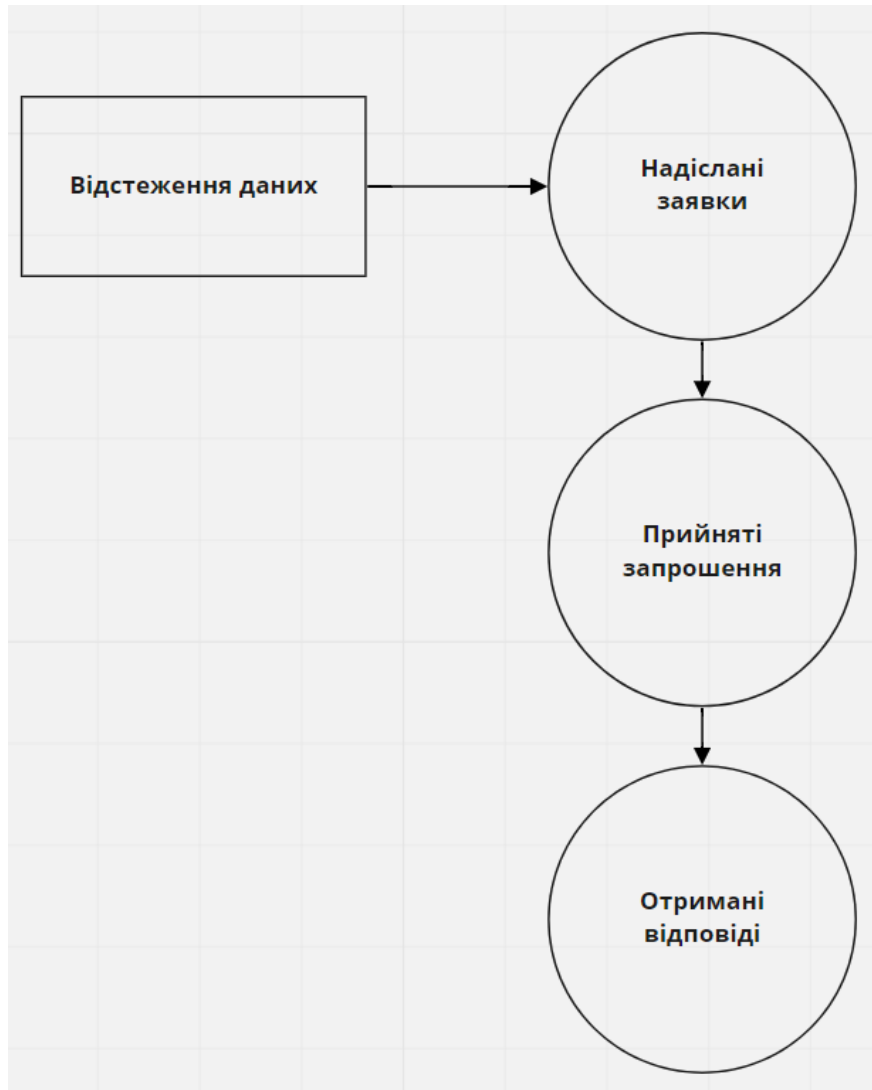 Відстеження даних
Надіслані
заявки
Прийняті
запрошення
Отримані
відповіді